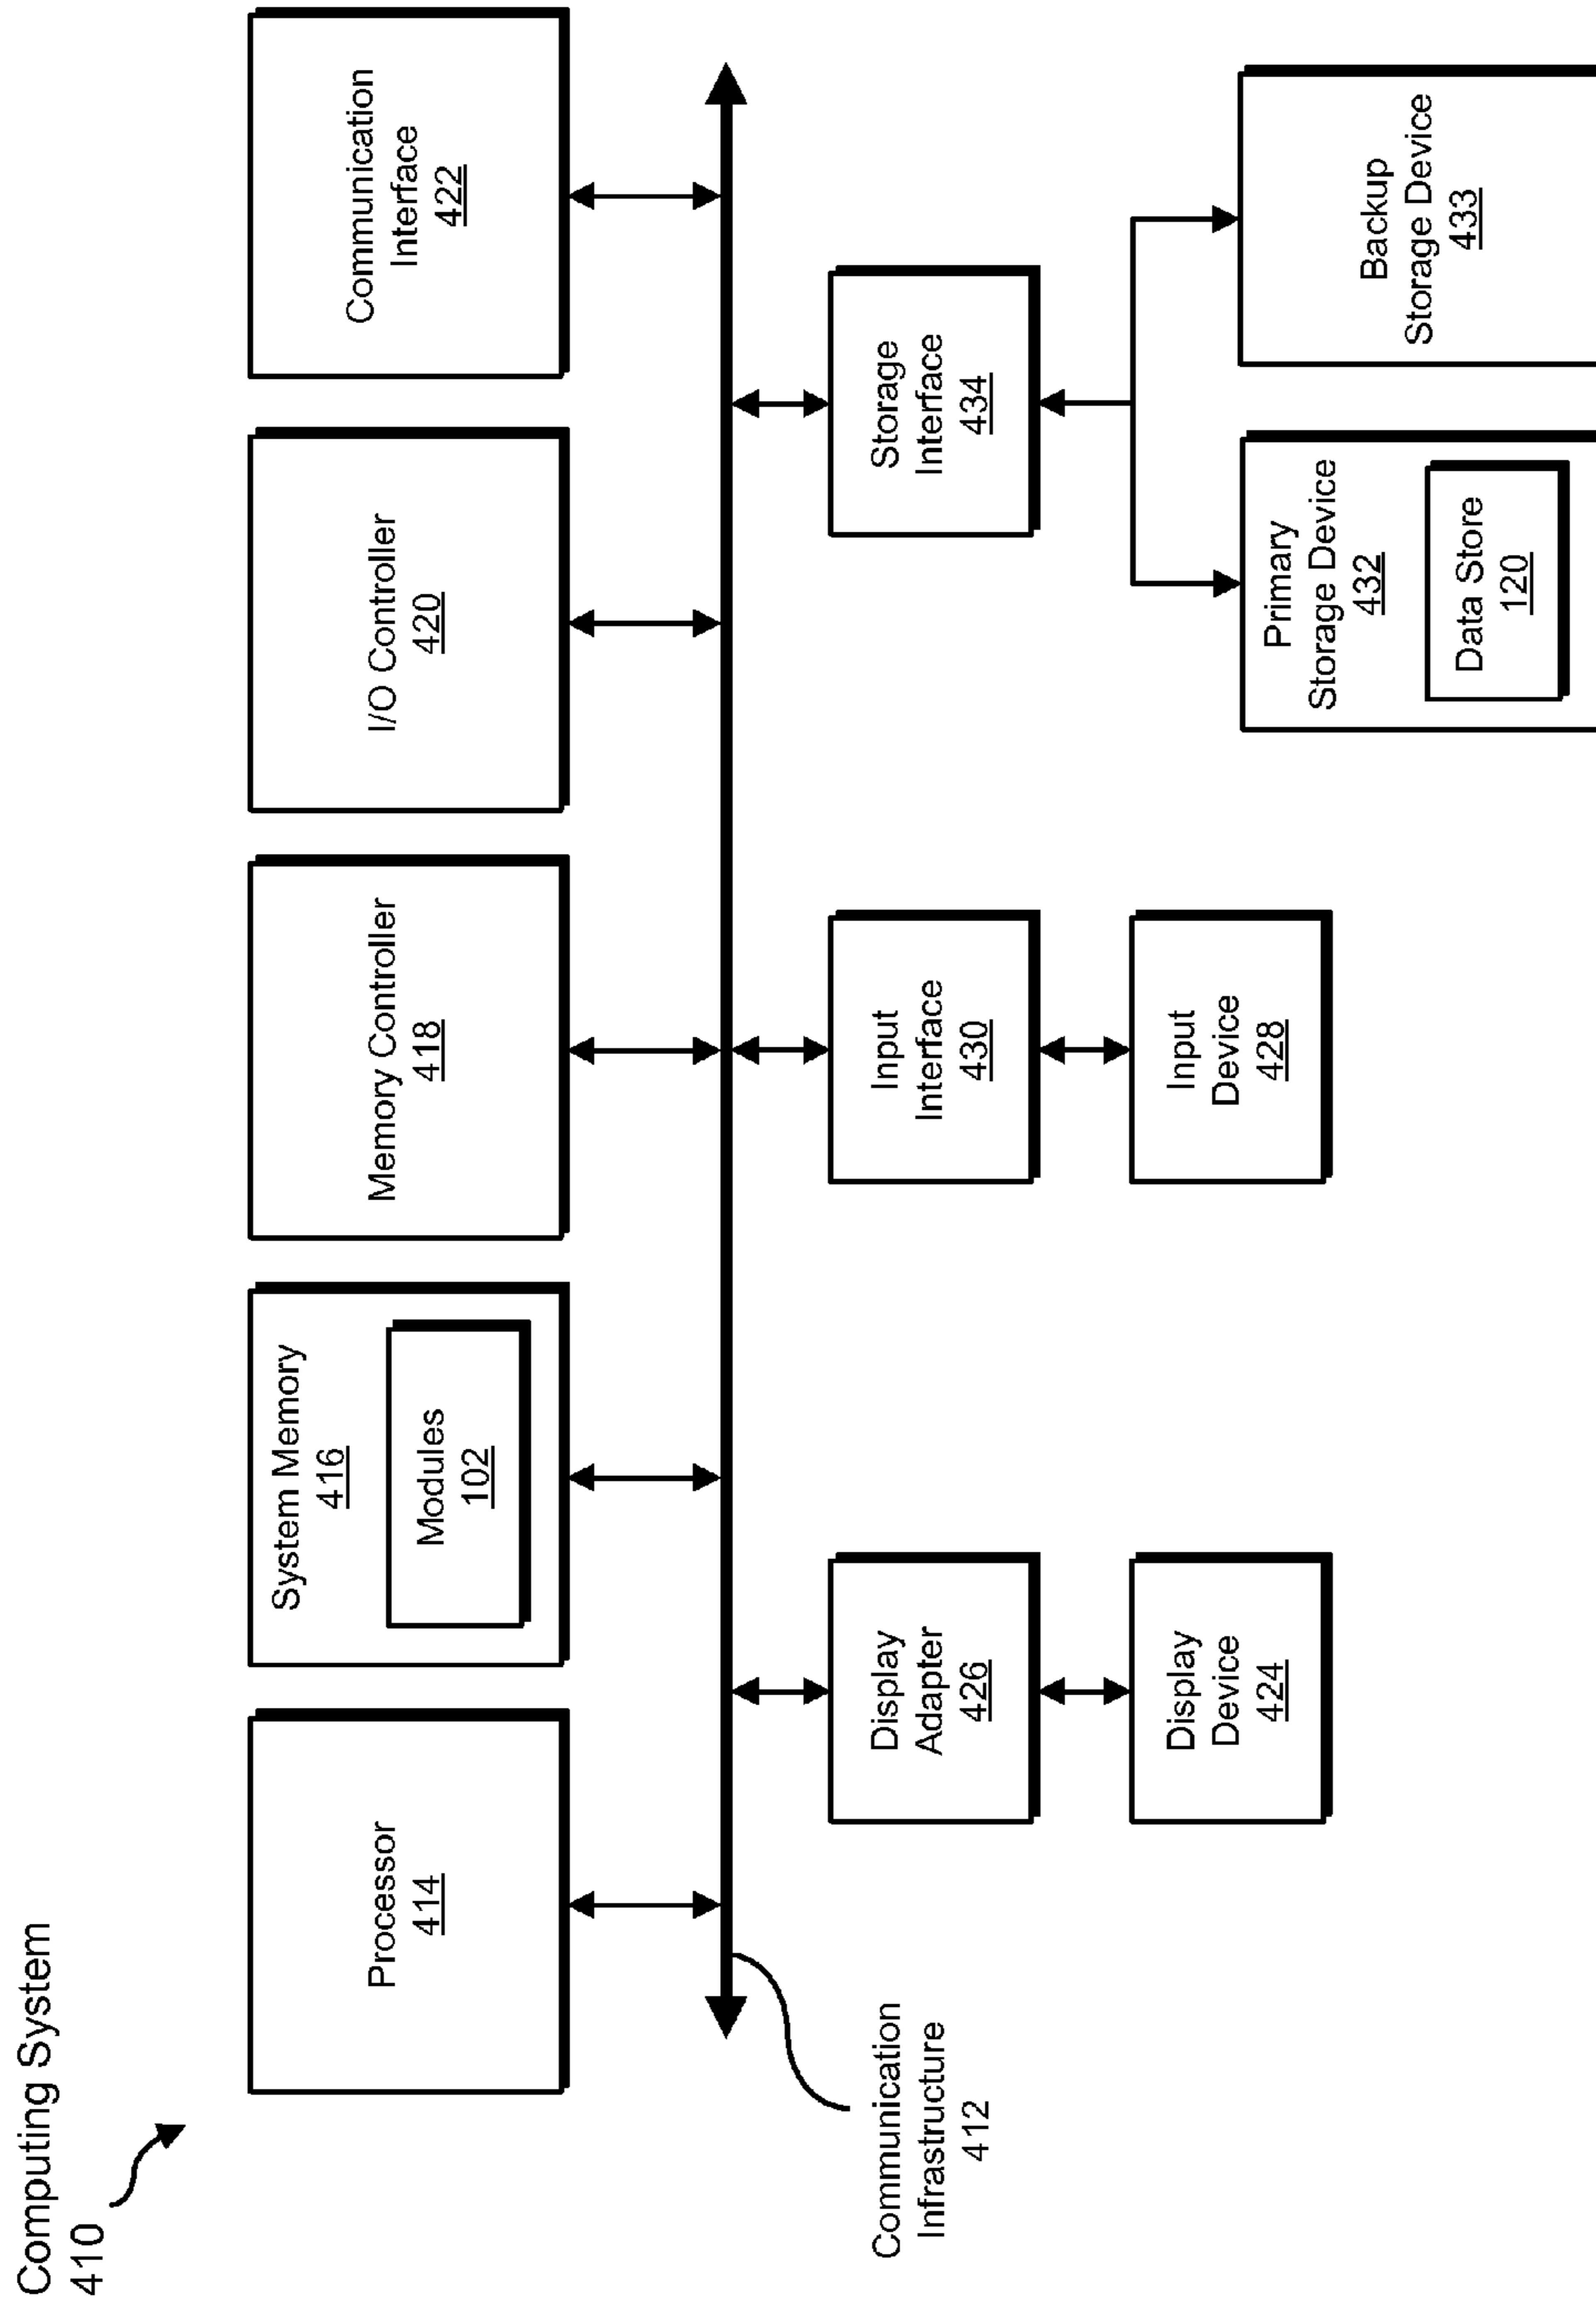 Computing System
410
Processor
414
System Memory
416
Modules
102
Memory Controller
418
I/O Controller
420
Communication
Interface
422
Communication
Infrastructure
412
Display
Adapter
426
Input
Interface
430
Storage
Interface
434
Display
Device
424
Input
Device
428
Primary
Storage Device
432
Data Store
120
Backup
Storage Device
433